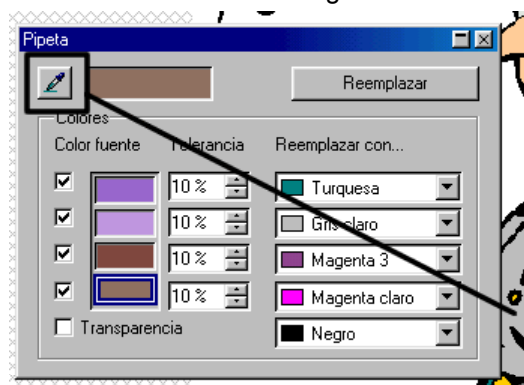 Pipeta
Reemplazar
Colores
Color fuente Tolerancia Reemplazar con...
10 % Turquesa
10 % Gris claro
10 % Magenta 3
10 % Magenta claro
Transparencia Negro